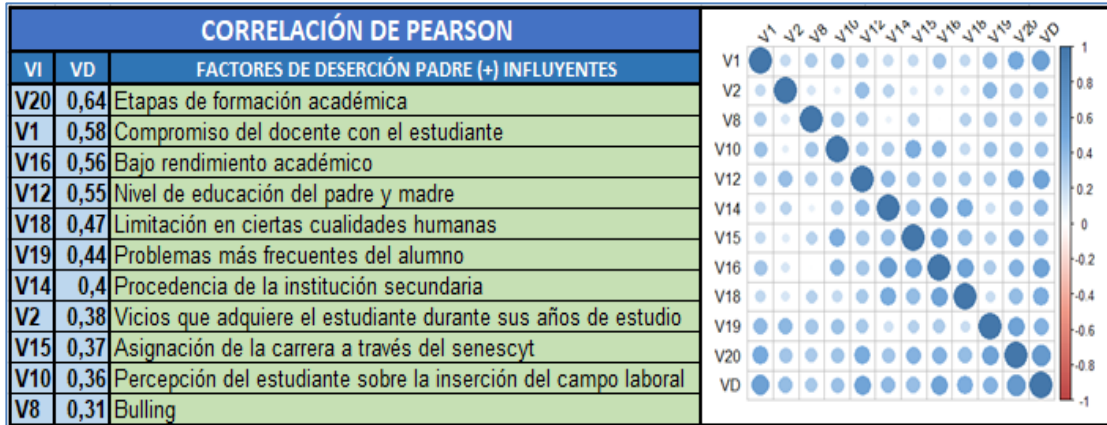 CORRELACIÓN DE PEARSON
VI VD FACTORES DE DESERCIÓN PADRE (+) INFLUYENTES
V20 0,64 Etapas de formación académica
V1 0,58 Compromiso del docente con el estudiante
V16 0,56 Bajo rendimiento académico
V12 0,55 Nivel de educación del padre y madre
V18 0,47 Limitación en ciertas cualidades humanas
V19 0,44 Problemas más frecuentes del alumno
V14 0,4 Procedencia de la institución secundaria
V2 0,38 Vicios que adquiere el estudiante durante sus años de estudio
V15 0,37 Asignación de la carrera a través del senescyt
V10 0,36 Percepción del estudiante sobre la inserción del campo laboral
V8 0,31 Bulling
V1 V2 V8 V10 V12 V14 V15 V16 V18 V19 V20 VD
V1
V2
V8
V10
V12
V14
V15
V16
V18
V19
V20
VD
1
0.8
0.6
0.4
0.2
0
-0.2
-0.4
-0.6
-0.8
-1